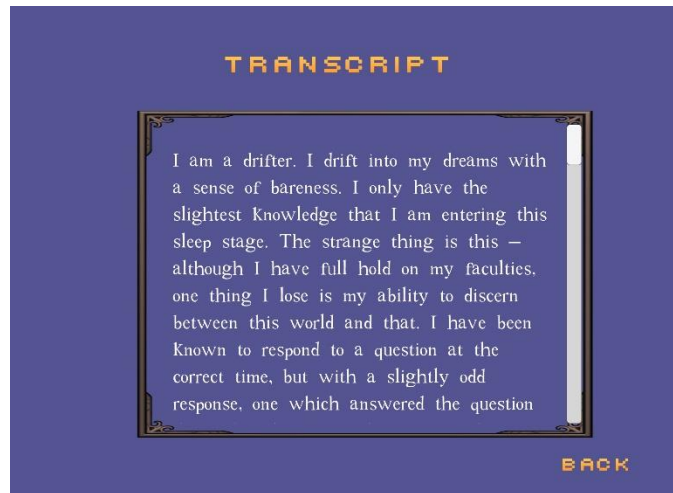 TRANSCRIPT
I am a drifter. I drift into my dreams with
a sense of bareness. I only have the
slightest Knowledge that I am entering this
sleep stage. The strange thing is this –
although I have full hold on my faculties,
one thing I lose is my ability to discern
between this world and that. I have been
Known to respond to a question at the
correct time, but with a slightly odd
response, one which answered the question
BACK